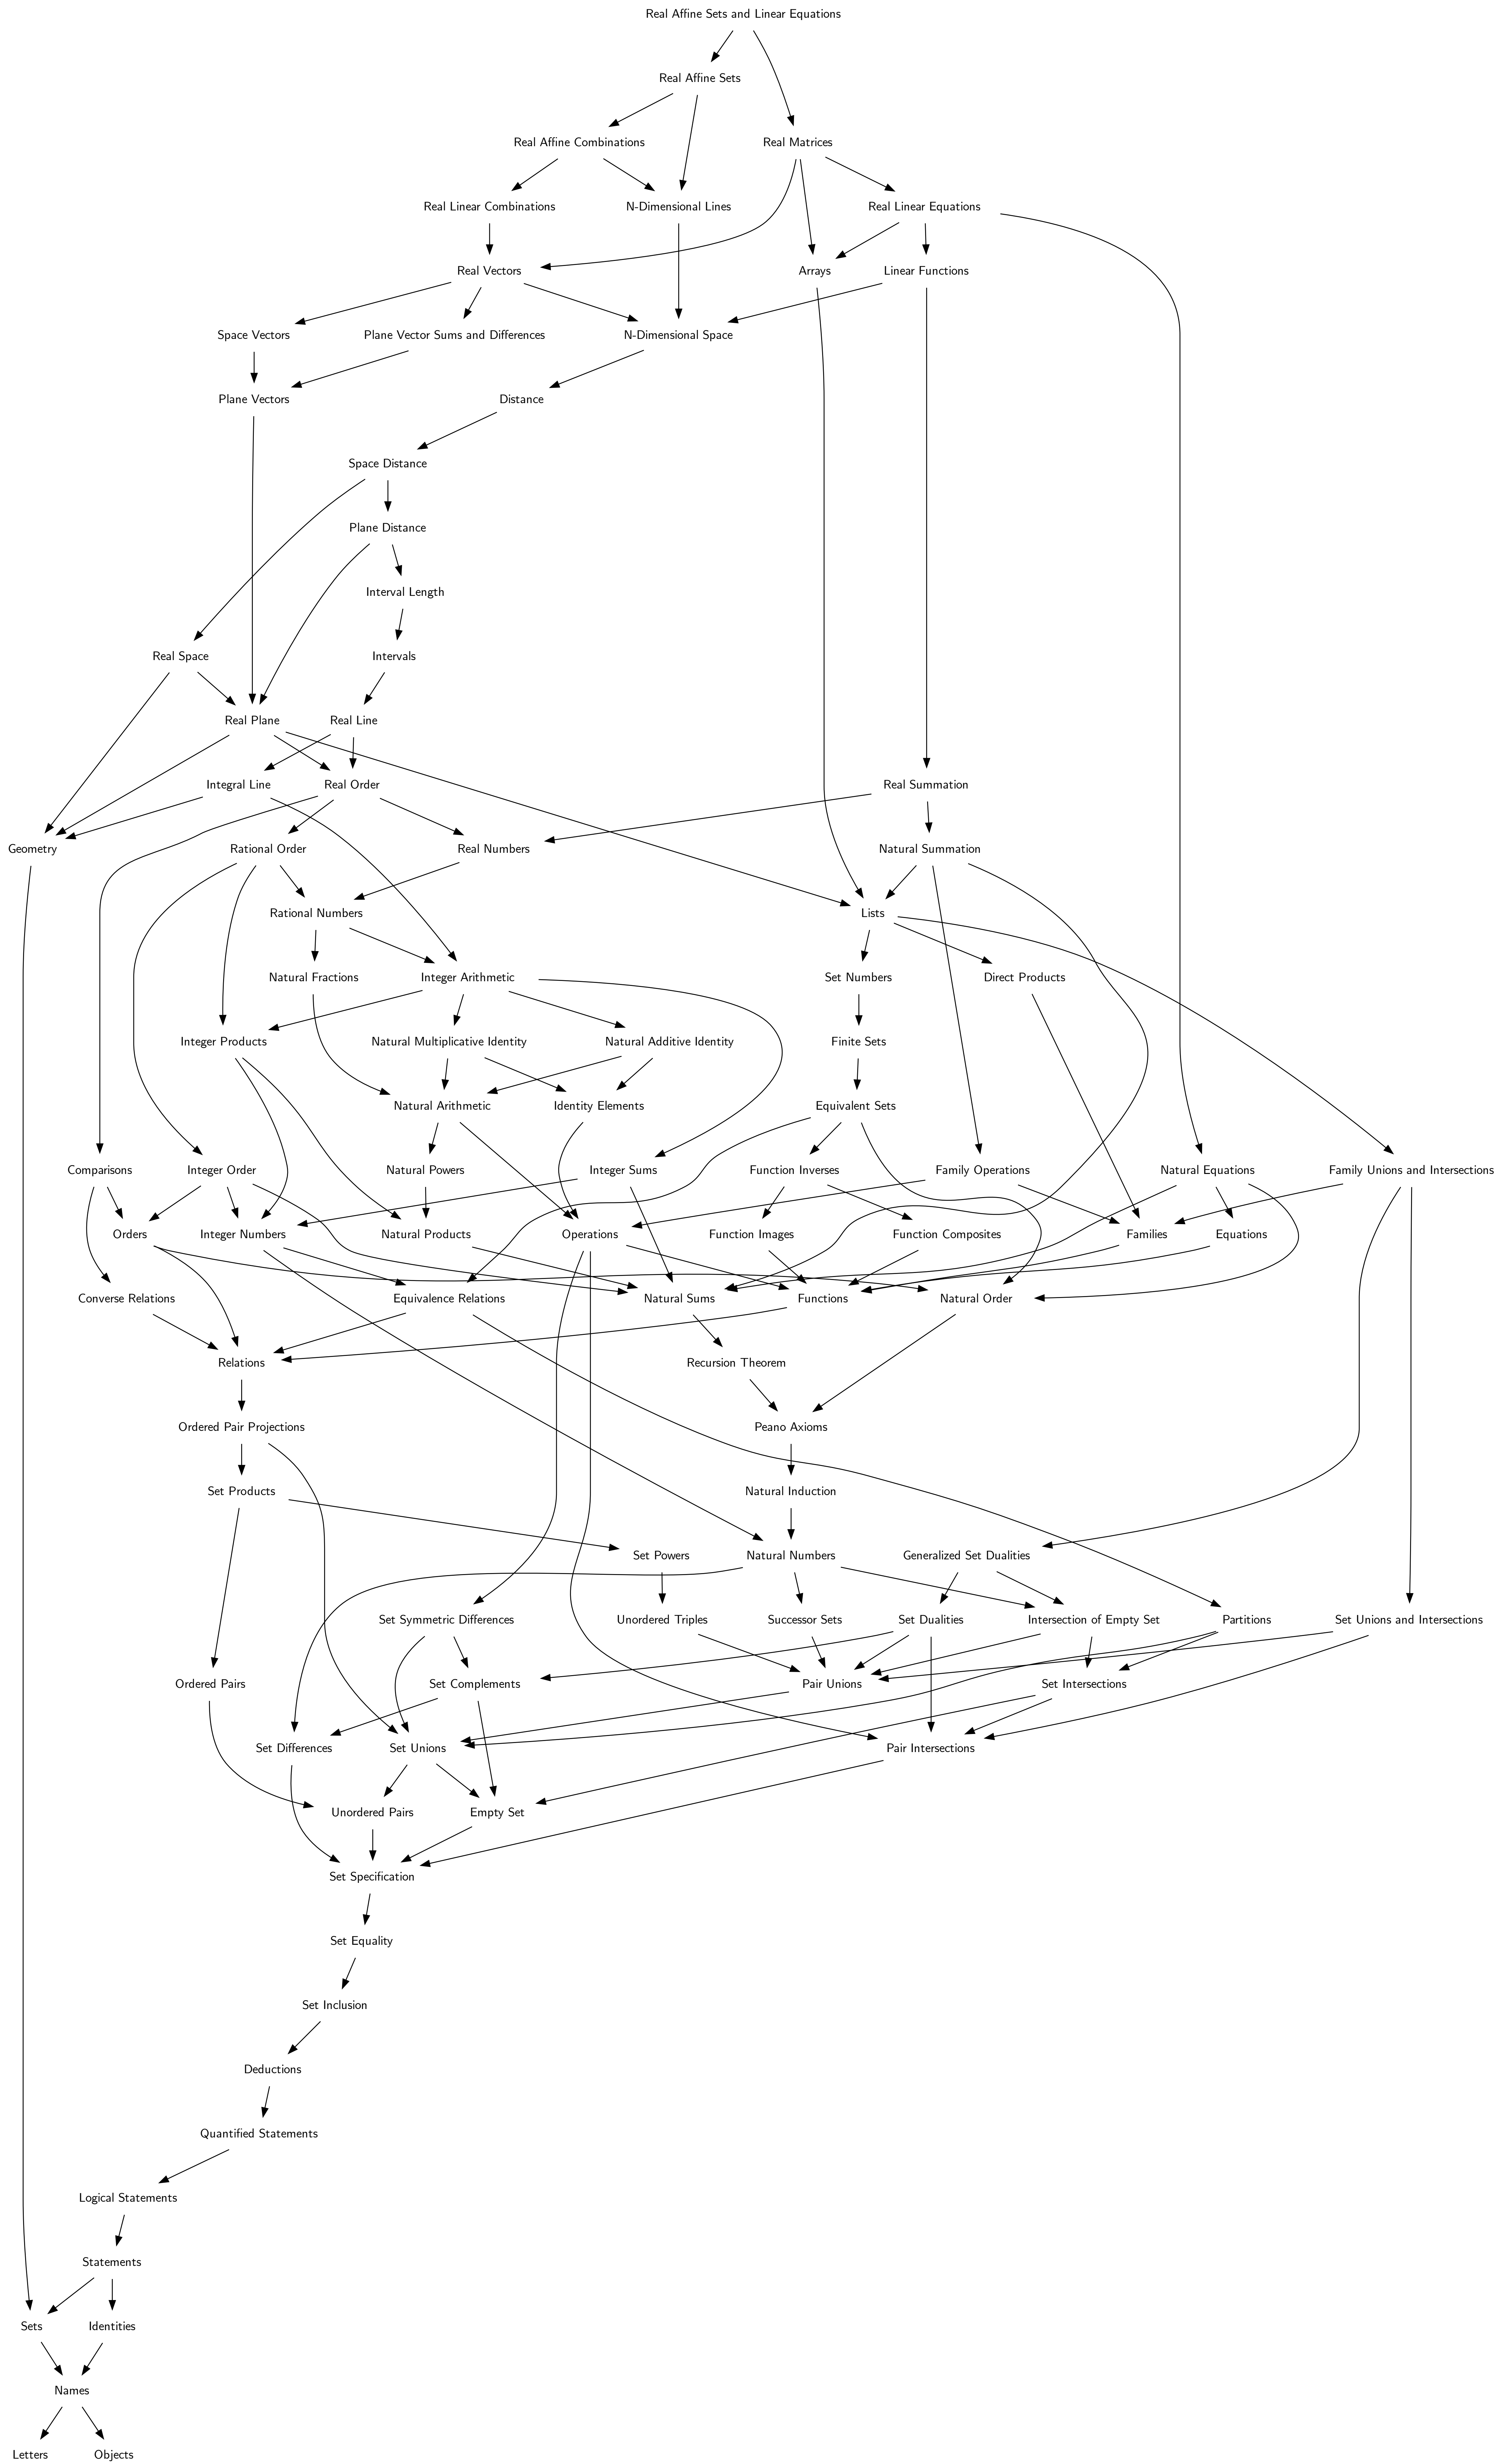 Real Affine Sets and Linear Equations
Real Affine Sets
Real Affine Combinations
Real Matrices
Real Linear Combinations
N-Dimensional Lines
Real Linear Equations
Real Vectors
Arrays
Linear Functions
Space Vectors
Plane Vector Sums and Differences
N-Dimensional Space
Plane Vectors
Distance
Space Distance
Plane Distance
Interval Length
Real Space
Intervals
Real Plane
Real Line
Integral Line
Real Order
Real Summation
Geometry
Rational Order
Real Numbers
Natural Summation
Rational Numbers
Lists
Natural Fractions
Integer Arithmetic
Set Numbers
Direct Products
Integer Products
Natural Multiplicative Identity
Natural Additive Identity
Finite Sets
Natural Arithmetic
Identity Elements
Equivalent Sets
Comparisons
Integer Order
Natural Powers
Integer Sums
Function Inverses
Family Operations
Natural Equations
Family Unions and Intersections
Orders
Integer Numbers
Natural Products
Operations
Function Images
Function Composites
Families
Equations
Converse Relations
Equivalence Relations
Natural Sums
Functions
Natural Order
Relations
Recursion Theorem
Ordered Pair Projections
Peano Axioms
Set Products
Natural Induction
Set Powers
Natural Numbers
Generalized Set Dualities
Set Symmetric Differences
Unordered Triples
Successor Sets
Set Dualities
Intersection of Empty Set
Partitions
Set Unions and Intersections
Ordered Pairs
Set Complements
Pair Unions
Set Intersections
Set Differences
Set Unions
Pair Intersections
Unordered Pairs
Empty Set
Set Specification
Set Equality
Set Inclusion
Deductions
Quantified Statements
Logical Statements
Statements
Sets
Identities
Names
Letters
Objects